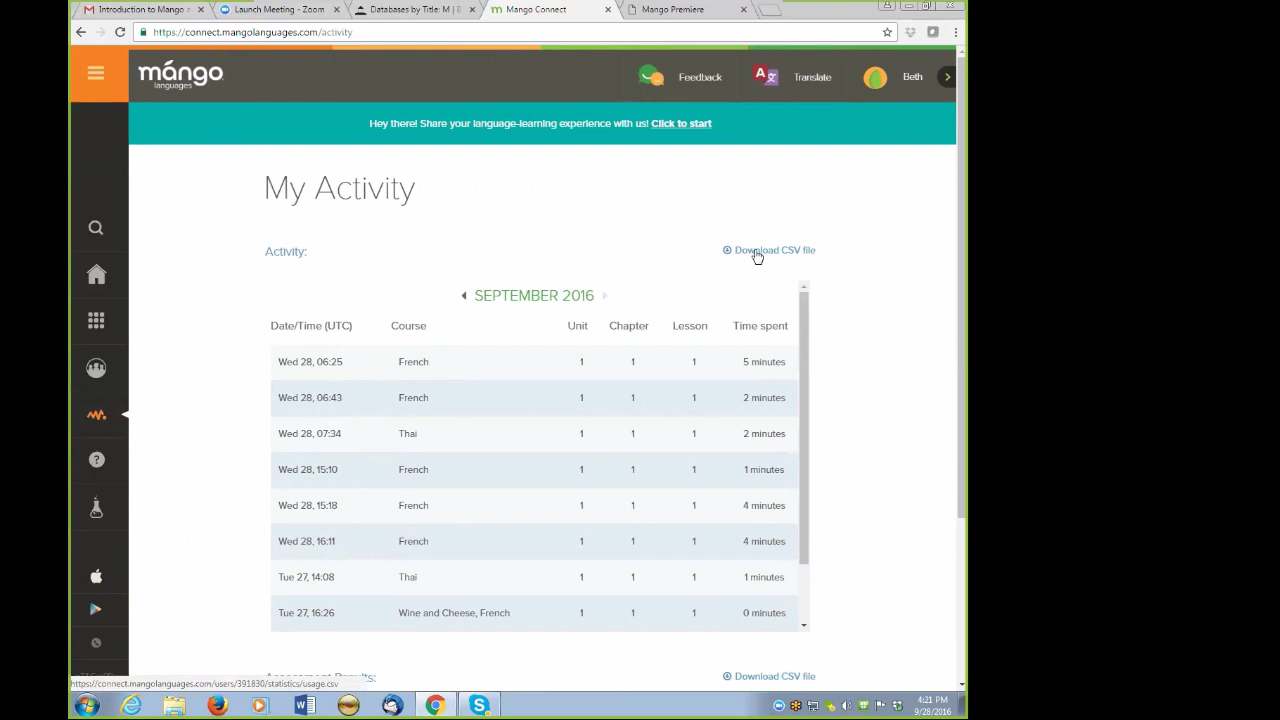 Introduction to Mango
Launch Meeting - Zoom
Databases by Title: M |
Mango Connect
Mango Premiere
https://connect.mangolanguages.com/activity
mango languages
Feedback
Translate
Beth
Hey there! Share your language-learning experience with us! Click to start
My Activity
Activity:
Download CSV file
SEPTEMBER 2016
Date/Time (UTC) Course Unit Chapter Lesson Time spent
Wed 28, 06:25 French 1 1 1 5 minutes
Wed 28, 06:43 French 1 1 1 2 minutes
Wed 28, 07:34 Thai 1 1 1 2 minutes
Wed 28, 15:10 French 1 1 1 1 minutes
Wed 28, 15:18 French 1 1 1 4 minutes
Wed 28, 16:11 French 1 1 1 4 minutes
Tue 27, 14:08 Thai 1 1 1 1 minutes
Tue 27, 16:26 Wine and Cheese, French 1 1 1 0 minutes
Assessment Results:
Download CSV file
https://connect.mangolanguages.com/users/391830/statistics/usage.csv
4:21 PM
9/28/2016